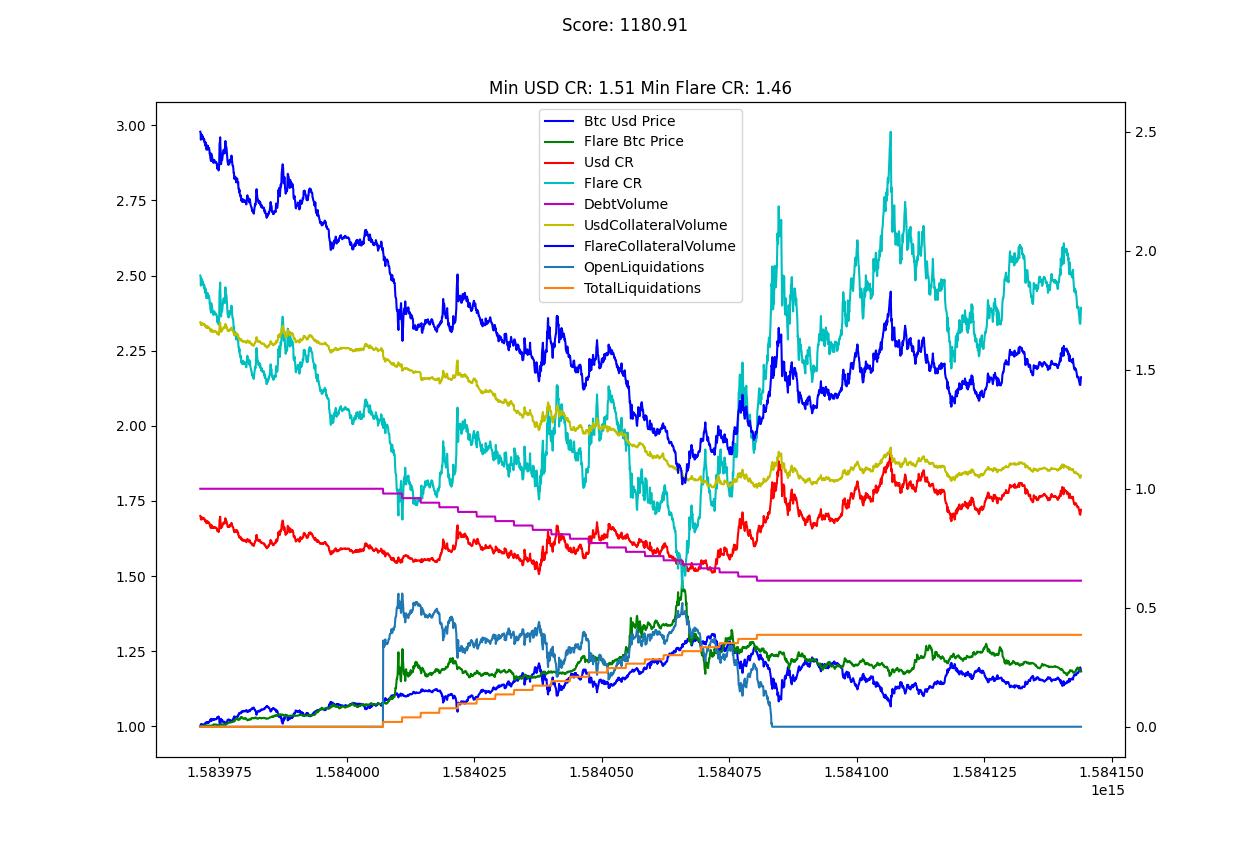 Score: 1180.91
Min USD CR: 1.51 Min Flare CR: 1.46
3.00
2.75
2.50
2.25
2.00
1.75
1.50
1.25
1.00
Btc Usd Price
Flare Btc Price
Usd CR
Flare CR
DebtVolume
UsdCollateralVolume
FlareCollateralVolume
OpenLiquidations
TotalLiquidations
2.5
2.0
1.5
1.0
0.5
0.0
1.583975 1.584000 1.584025 1.584050 1.584075 1.584100 1.584125 1.584150
1e15